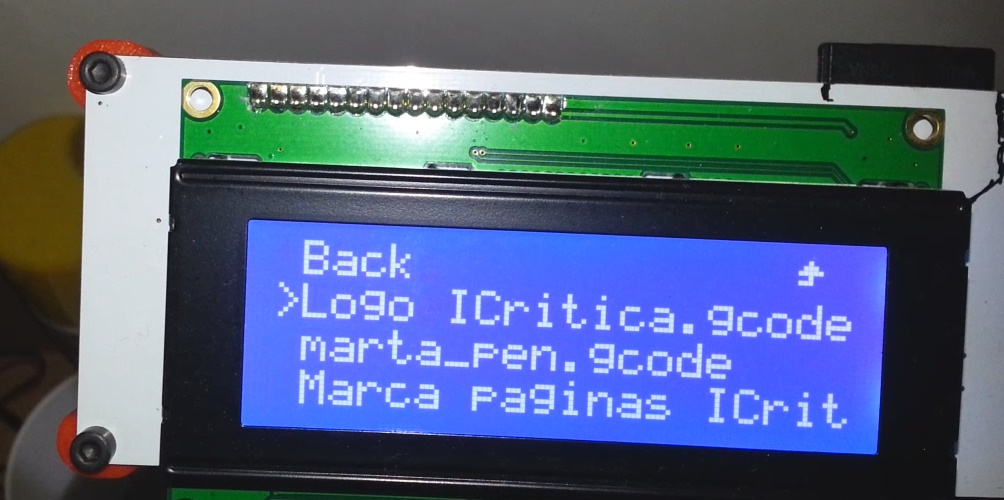 Back
>Logo ICritica.gcode
marta_pen.gcode
Marca paginas ICrit